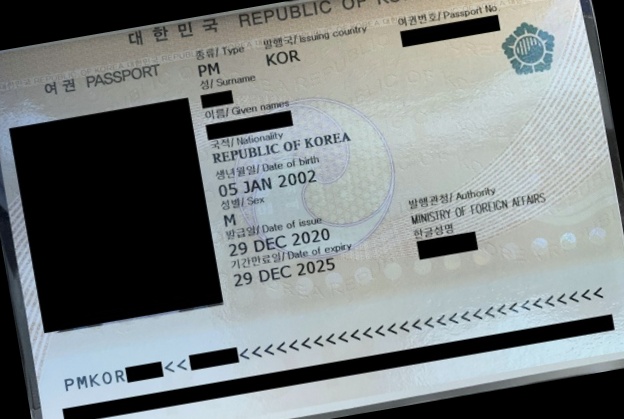 대한민국 REPUBLIC OF
여권 PASSPORT
종류/ Type 발행국/ Issuing country 여권번호/ Passport No
PM KOR
성/ Surname
이름/ Given names
국적/ Nationality
REPUBLIC OF KOREA
생년월일/ Date of birth
05 JAN 2002
성별/ Sex
M
발급일/ Date of issue
29 DEC 2020
기간만료일/ Date of expiry
29 DEC 2025
발행관청/ Authority
MINISTRY OF FOREIGN AFFAIRS
한글성명
PMKOR <<  <<<<<<<<<<<<<<<<<<<<<<<<<<<<<<